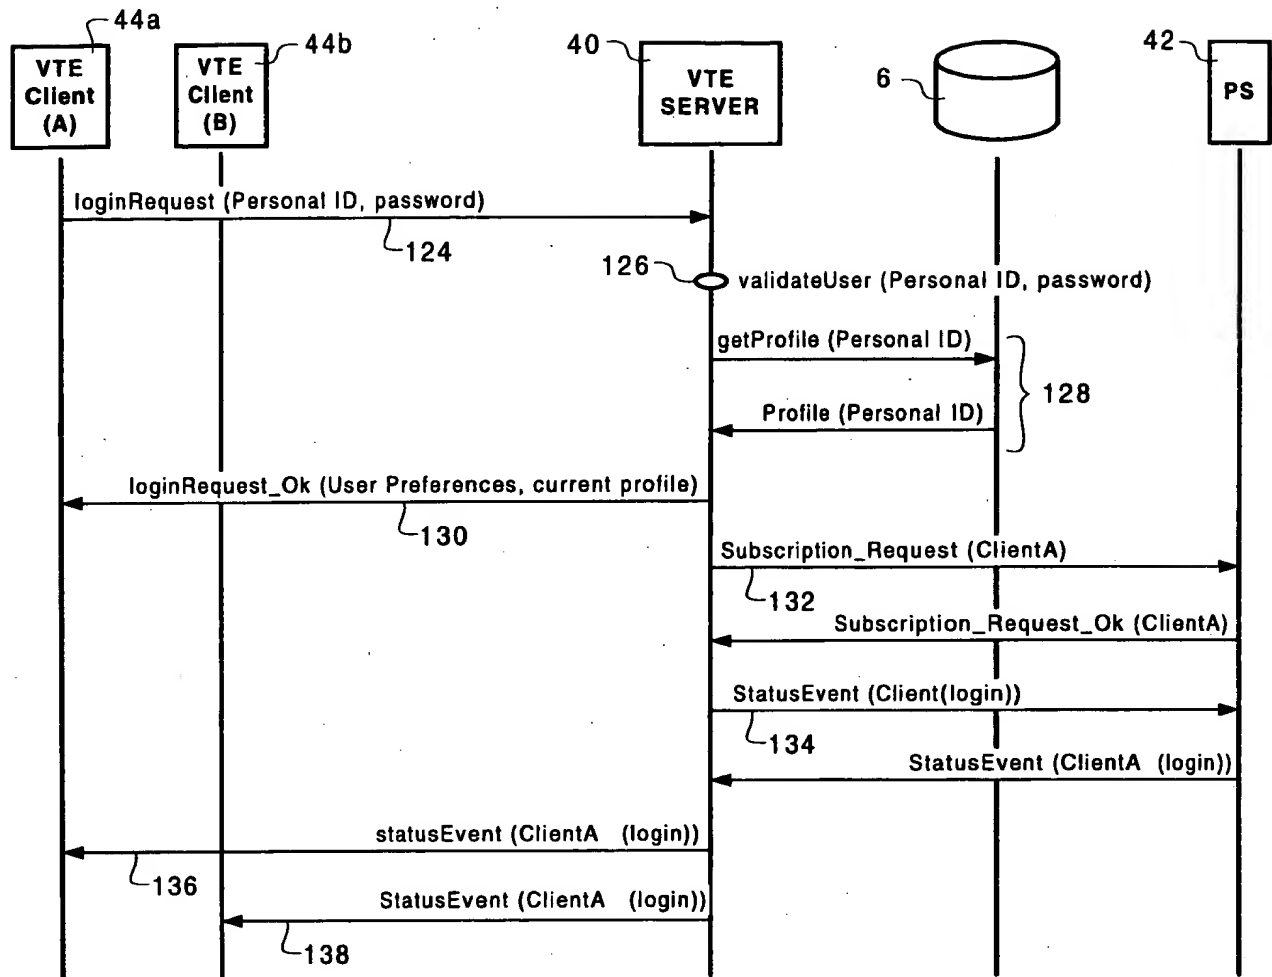 44a
44b
40
6
42
VTE
Client
(A)
VTE
Client
(B)
VTE
SERVER
PS
loginRequest (Personal ID, password)
124
126
validateUser (Personal ID, password)
getProfile (Personal ID)
128
Profile (Personal ID)
loginRequest_Ok (User Preferences, current profile)
130
Subscription_Request (ClientA)
132
Subscription_Request_Ok (ClientA)
StatusEvent (Client(login))
134
StatusEvent (ClientA (login))
statusEvent (ClientA (login))
136
StatusEvent (ClientA (login))
138